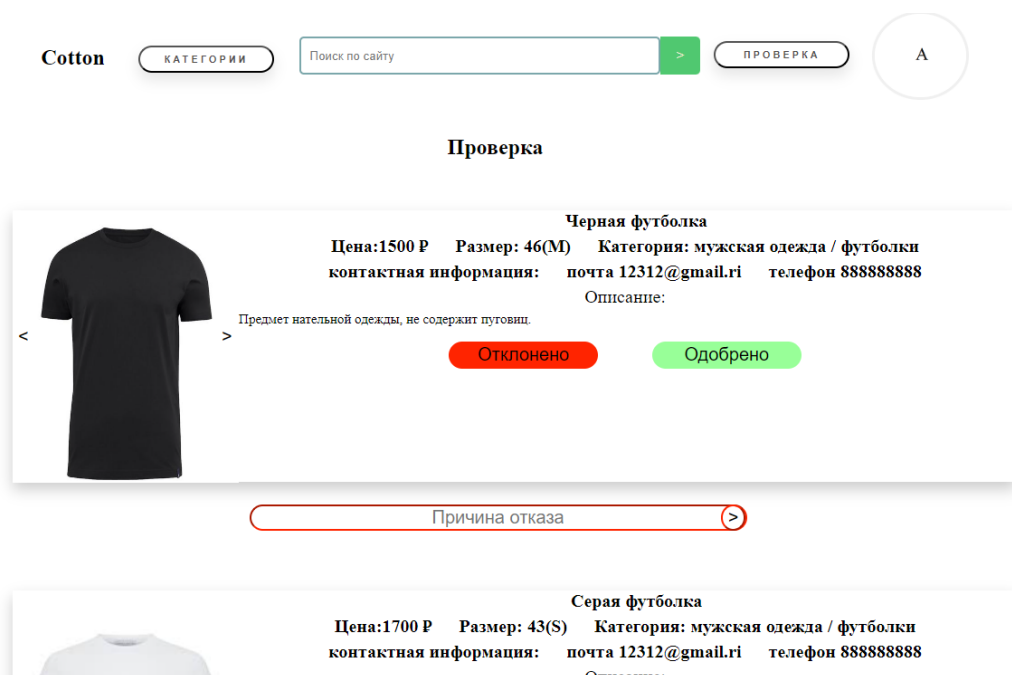 Cotton КАТЕГОРИИ Поиск по сайту > ПРОВЕРКА А
Проверка
Черная футболка
Цена:1500 ₽ Размер: 46(M) Категория: мужская одежда / футболки
контактная информация: почта 12312@gmail.ri телефон 888888888
Описание:
Предмет нательной одежды, не содержит пуговиц.
< >
Отклонено Одобрено
Причина отказа >
Серая футболка
Цена:1700 ₽ Размер: 43(S) Категория: мужская одежда / футболки
контактная информация: почта 12312@gmail.ri телефон 888888888